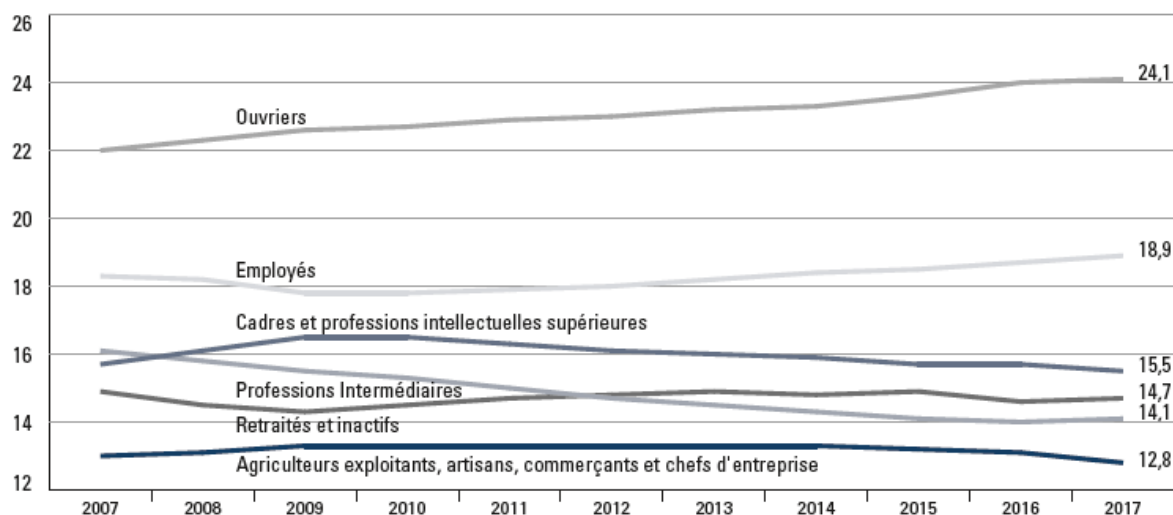 26
24,1
24
Ouvriers
22
20
18,9
Employés
18
Cadres et professions intellectuelles supérieures
16
15,5
Professions Intermédiaires
14,7
14,1
14
Retraités et inactifs
Agriculteurs exploitants, artisans, commerçants et chefs d'entreprise
12,8
12
2007 2008 2009 2010 2011 2012 2013 2014 2015 2016 2017